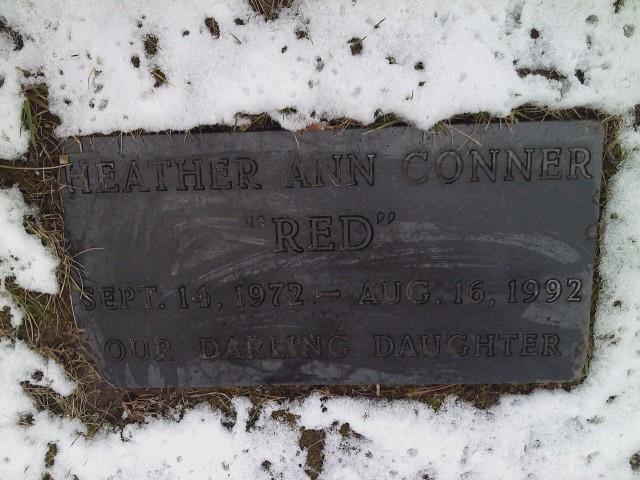 HEATHER ANN CONNER
"RED"
SEPT. 14, 1972 — AUG. 16, 1992
OUR DARLING DAUGHTER